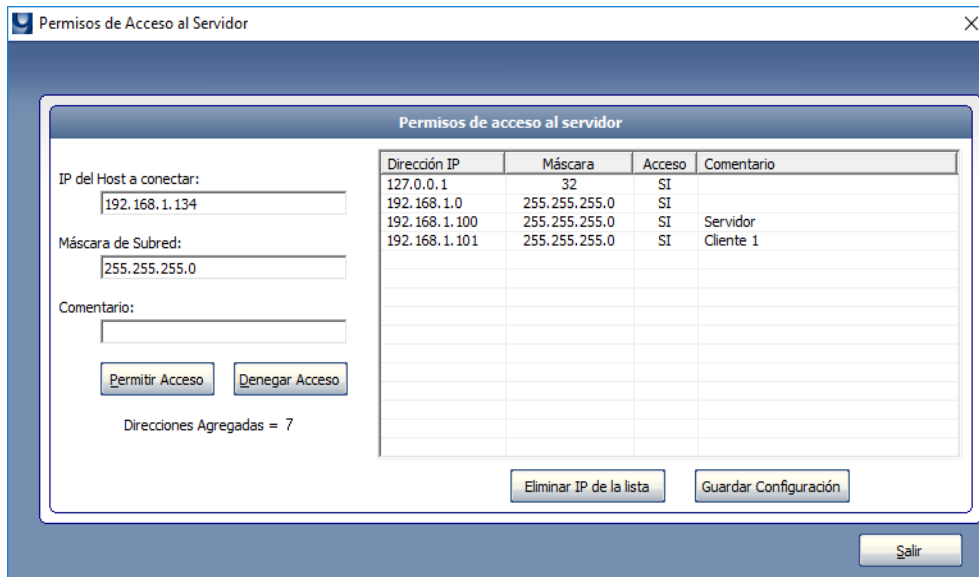 Permisos de Acceso al Servidor
Permisos de acceso al servidor
IP del Host a conectar:
192.168.1.134
Máscara de Subred:
255.255.255.0
Comentario:
Permitir Acceso Denegar Acceso
Direcciones Agregadas = 7
Dirección IP Máscara Acceso Comentario
127.0.0.1 32 SI
192.168.1.0 255.255.255.0 SI
192.168.1.100 255.255.255.0 SI Servidor
192.168.1.101 255.255.255.0 SI Cliente 1
Eliminar IP de la lista Guardar Configuración
Salir